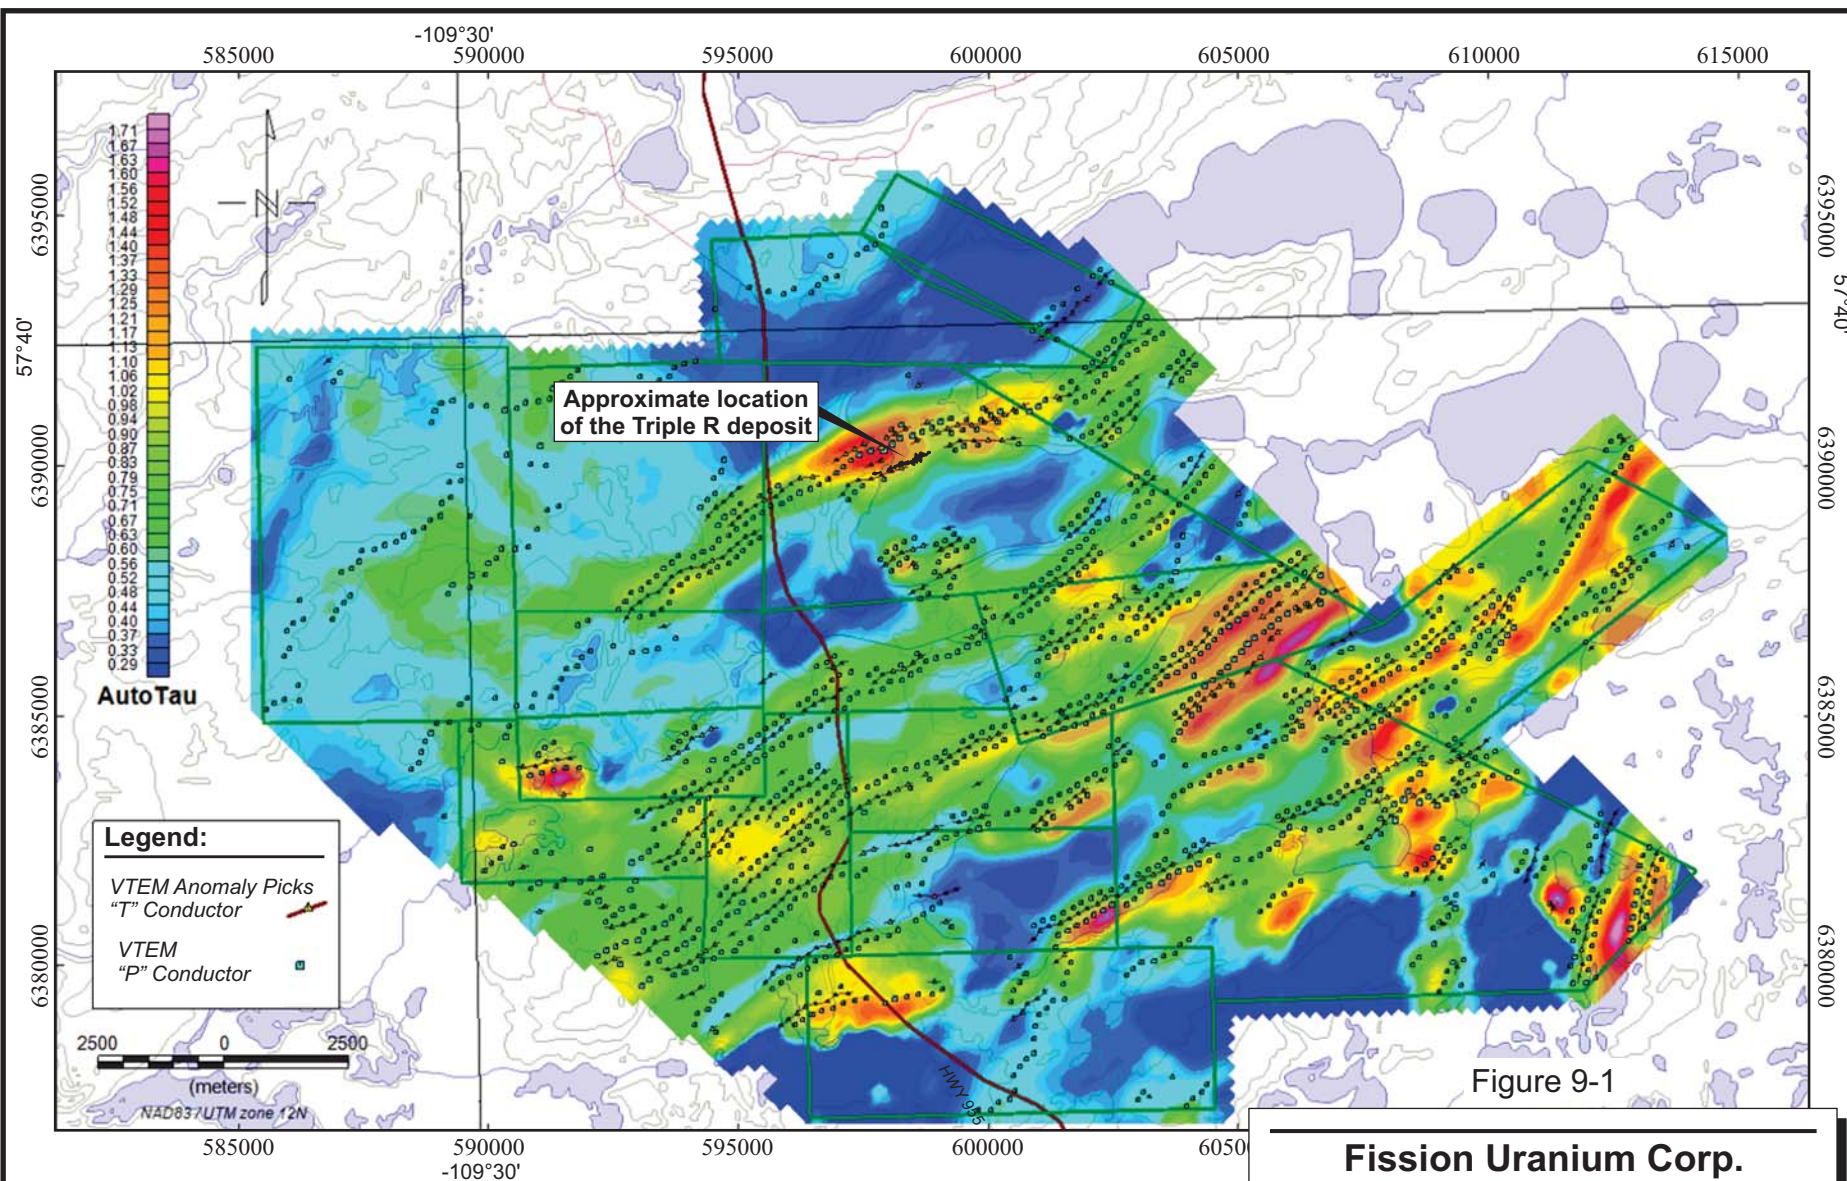 -109°30'
585000 590000 595000 600000 605000 610000 615000
1.71
1.67
1.63
1.60
1.56
1.52
1.48
1.44
1.40
1.37
1.33
1.29
1.25
1.21
1.17
1.13
1.10
1.06
1.02
0.98
0.94
0.90
0.87
0.83
0.79
0.75
0.71
0.67
0.63
0.60
0.56
0.52
0.48
0.44
0.40
0.37
0.33
0.29
AutoTau
N
6395000
57°40'
6390000
6385000
6380000
6395000
57°40'
6390000
6385000
6380000
Approximate location
of the Triple R deposit
Legend:
VTEM Anomaly Picks
“T” Conductor
VTEM
“P” Conductor
2500 0 2500
(meters)
NAD83 / UTM zone 12N
HWY 955
Figure 9-1
585000 590000 595000 600000 60500
-109°30'
Fission Uranium Corp.